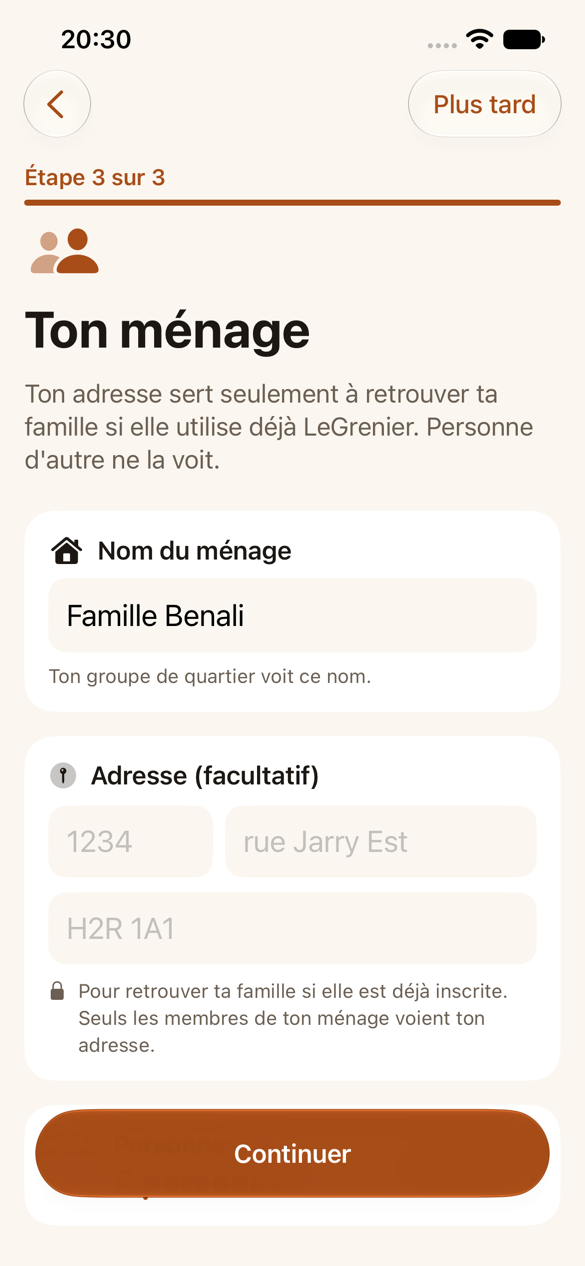 20:30
Plus tard
Étape 3 sur 3
Ton ménage
Ton adresse sert seulement à retrouver ta
famille si elle utilise déjà LeGrenier. Personne
d'autre ne la voit.
Nom du ménage
Famille Benali
Ton groupe de quartier voit ce nom.
Adresse (facultatif)
1234
rue Jarry Est
H2R 1A1
Pour retrouver ta famille si elle est déjà inscrite.
Seuls les membres de ton ménage voient ton
adresse.
Continuer